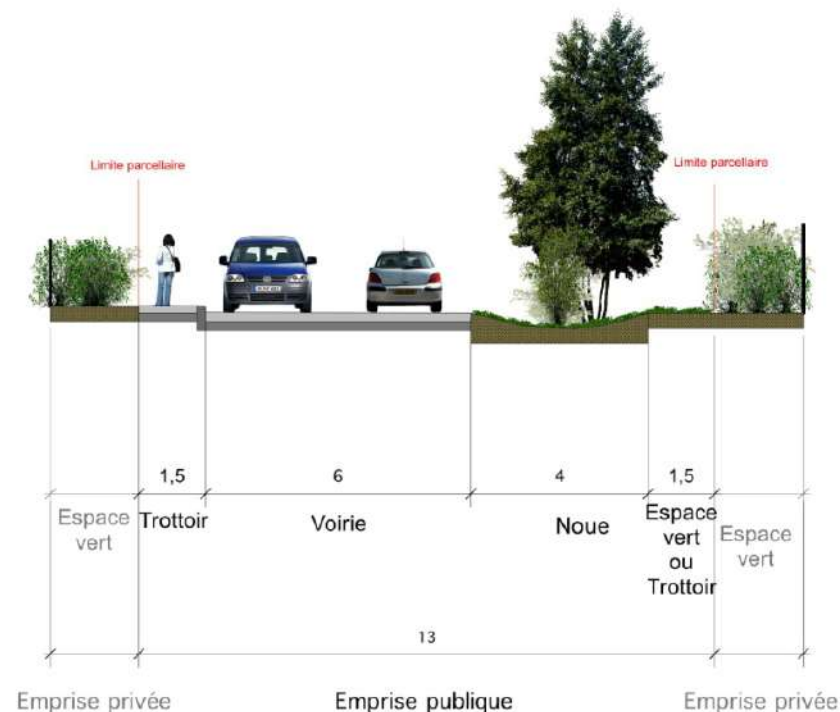 Limite parcellaire
Limite parcellaire
1,5
6
4
1,5
Espace
vert
Trottoir
Voirie
Noue
Espace
vert
ou
Trottoir
Espace
vert
13
Emprise privée
Emprise publique
Emprise privée